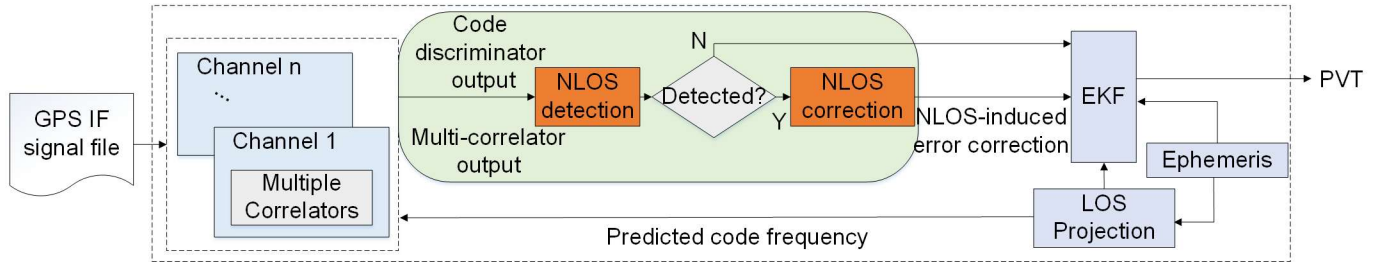 GPS IF
signal file
Channel n
...
Channel 1
Multiple
Correlators
Code
discriminator
output
Multi-correlator
output
NLOS
detection
Detected?
N
Y
NLOS
correction
NLOS-induced
error correction
EKF
PVT
Ephemeris
LOS
Projection
Predicted code frequency